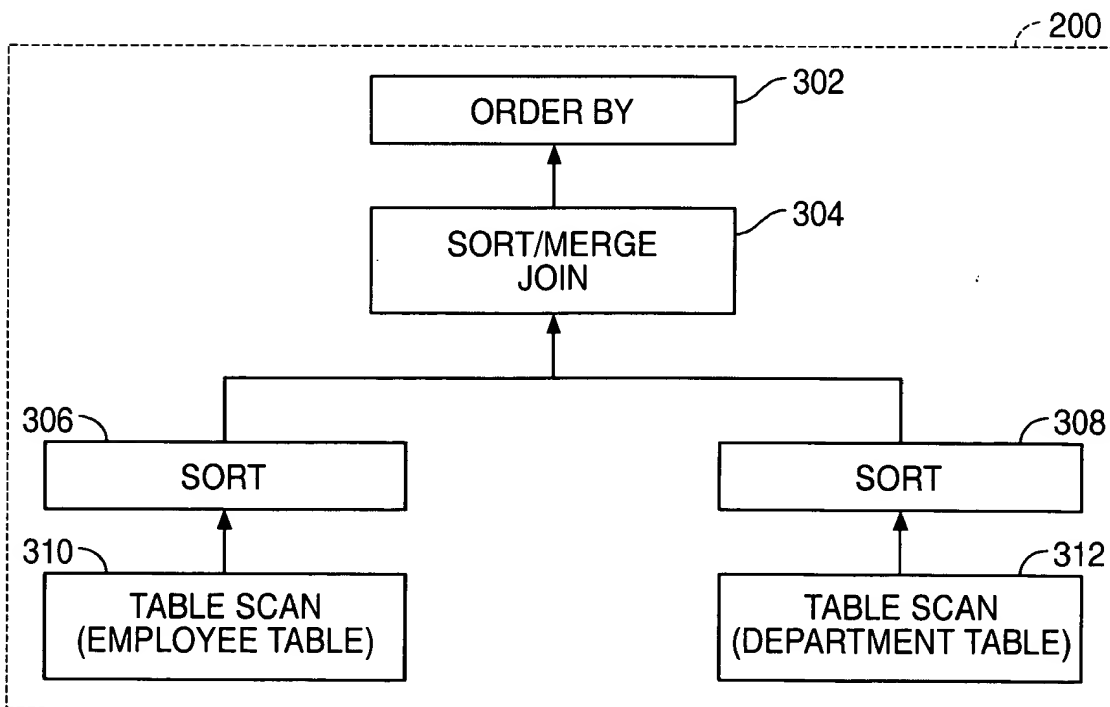 200
ORDER BY
302
SORT/MERGE
JOIN
304
306
SORT
308
SORT
310
TABLE SCAN
(EMPLOYEE TABLE)
312
TABLE SCAN
(DEPARTMENT TABLE)